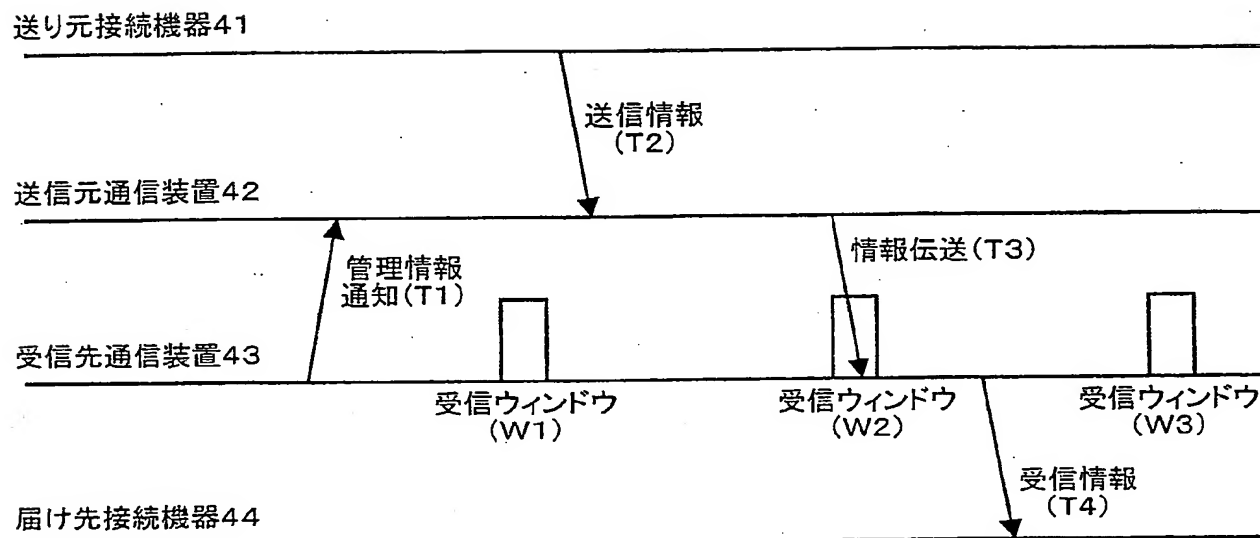 送り元接続機器41
送信情報
(T2)
送信元通信装置42
管理情報
通知(T1)
情報伝送(T3)
受信先通信装置43
受信ウィンドウ
(W1)
受信ウィンドウ
(W2)
受信ウィンドウ
(W3)
受信情報
(T4)
届け先接続機器44